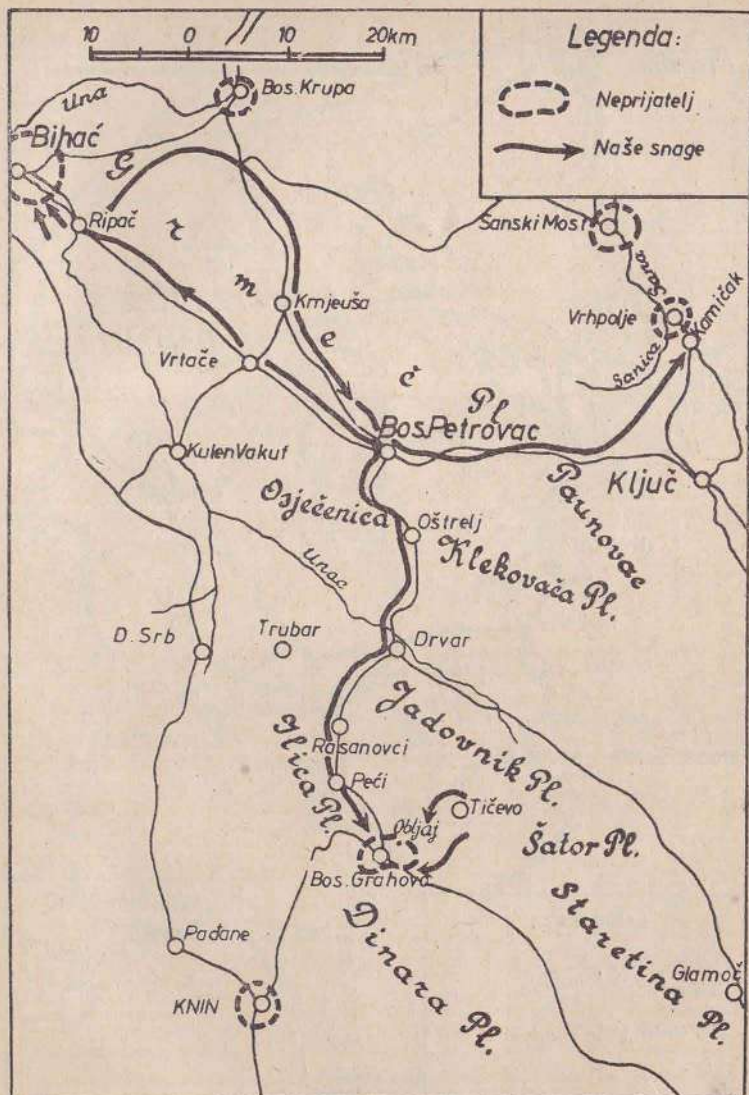 10 0 10 20 km
Legenda:
Neprijatelj
Naše snage
Una
Bos. Krupa
Bihać
G r m e č Pl.
Ripač
Sanski Most
Sana
Krnjeuša
Vrhpolje
Kamičak
Sanica
Vrtače
Bos. Petrovac
Kulen Vakuf
Ključ
Osječenica
Paunovac
Oštrelj
Klekovača Pl.
Unac
D. Srb
Trubar
Drvar
Jadovnik Pl.
Rasanovci
Ilica Pl.
Peći
Tičevo
Obljaj
Šator Pl.
Bos. Grahovo
Dinara Pl.
Staretina Pl.
Pađane
Glamoč
KNIN